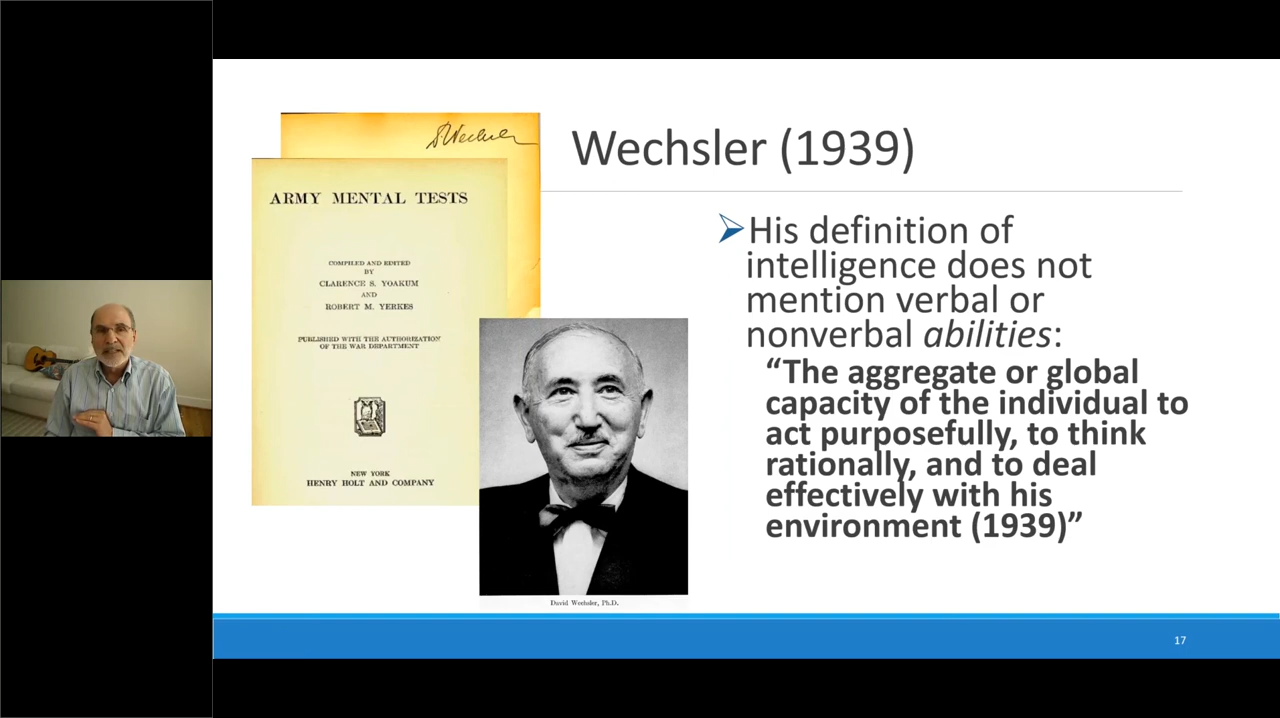 D Wechsler
ARMY MENTAL TESTS
COMPILED AND EDITED
BY
CLARENCE S. YOAKUM
AND
ROBERT M. YERKES
PUBLISHED WITH THE AUTHORIZATION
OF THE WAR DEPARTMENT
NEW YORK
HENRY HOLT AND COMPANY
David Wechsler, Ph.D.
Wechsler (1939)
His definition of
intelligence does not
mention verbal or
nonverbal abilities:
“The aggregate or global
capacity of the individual to
act purposefully, to think
rationally, and to deal
effectively with his
environment (1939)”
17